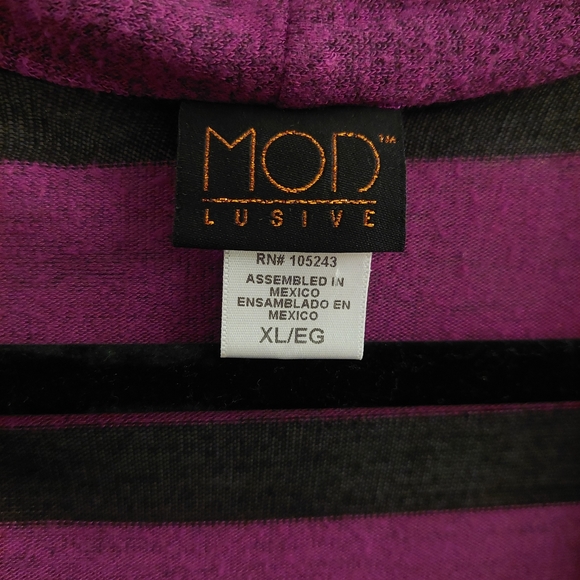 MOD™
LUSIVE
RN# 105243
ASSEMBLED IN
MEXICO
ENSAMBLADO EN
MEXICO
XL/EG